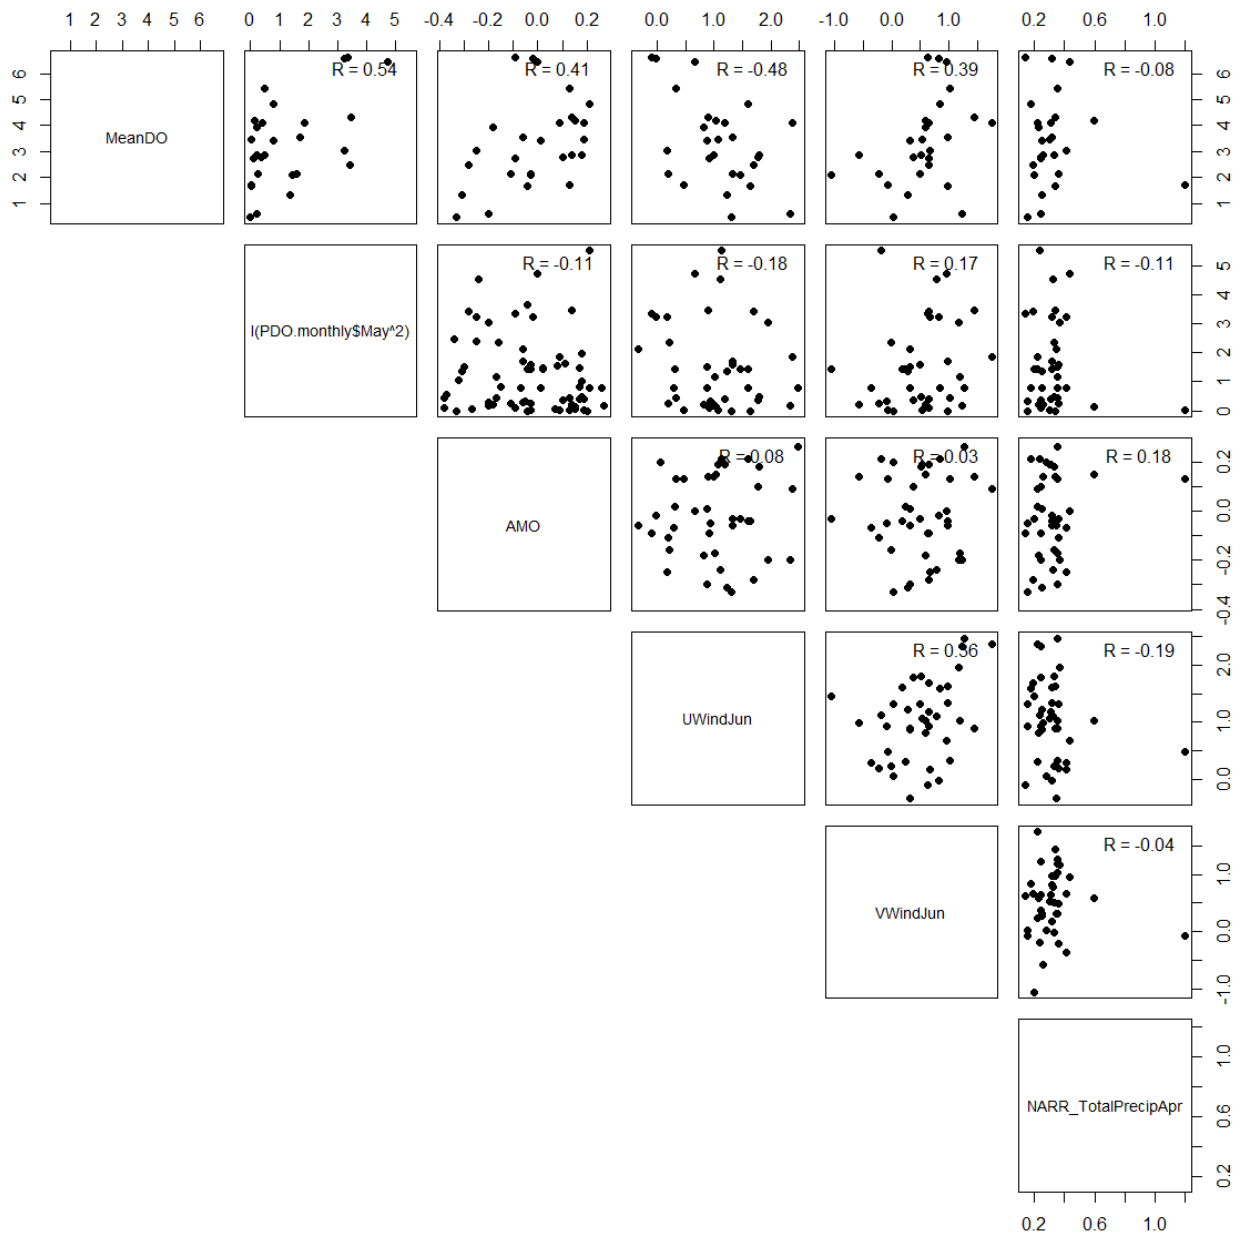 1 2 3 4 5 6
0 1 2 3 4 5
-0.4 -0.2 0.0 0.2
0.0 1.0 2.0
-1.0 0.0 1.0
0.2 0.6 1.0
1 2 3 4 5 6
MeanDO
R = 0.54
R = 0.41
R = -0.48
R = 0.39
R = -0.08
1 2 3 4 5 6
I(PDO.monthly$May^2)
R = -0.11
R = -0.18
R = 0.17
R = -0.11
0 1 2 3 4 5
AMO
R = 0.08
R = 0.03
R = 0.18
-0.4 -0.2 0.0 0.2
UWindJun
R = 0.36
R = -0.19
0.0 1.0 2.0
VWindJun
R = -0.04
-1.0 0.0 1.0
NARR_TotalPrecipApr
0.2 0.6 1.0
0.2 0.6 1.0